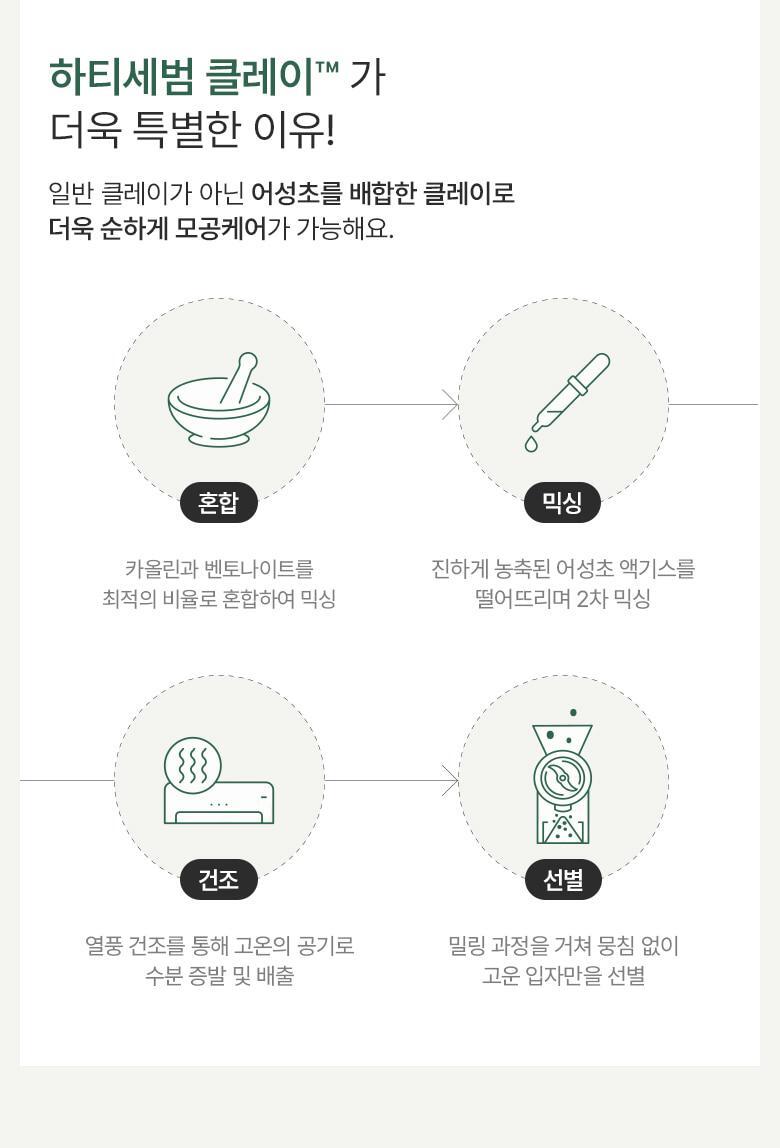 하티세범 클레이™ 가
더욱 특별한 이유!
일반 클레이가 아닌 어성초를 배합한 클레이로
더욱 순하게 모공케어가 가능해요.
혼합
카올린과 벤토나이트를
최적의 비율로 혼합하여 믹싱
믹싱
진하게 농축된 어성초 액기스를
떨어뜨리며 2차 믹싱
건조
열풍 건조를 통해 고온의 공기로
수분 증발 및 배출
선별
밀링 과정을 거쳐 뭉침 없이
고운 입자만을 선별